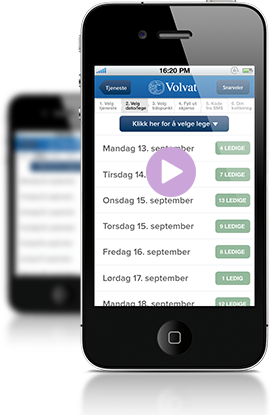 16:20 PM
Tjeneste Volvat Snarveier
1. Velg tjeneste 2. Velg dato/lege 3. Velg tidspunkt 4. Fyll ut skjema 5. Kode fra SMS 6. Din kvittering
Klikk her for å velge lege
Mandag 13. september 4 LEDIGE
Tirsdag 14. 7 LEDIGE
Onsdag 15. september 13 LEDIGE
Torsdag 15. september 9 LEDIGE
Fredag 16. september 8 LEDIGE
Lørdag 17. september 1 LEDIG
Mandag 18. september 12 LEDIGE